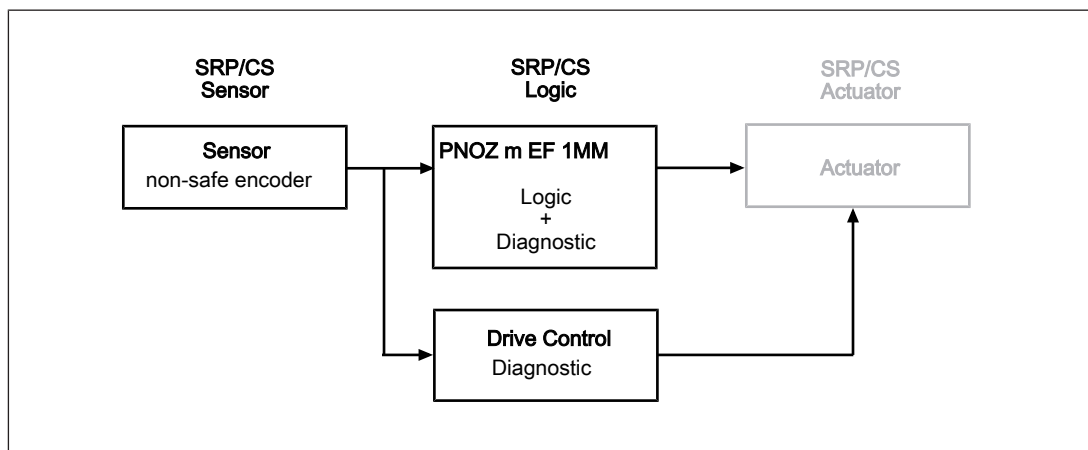 SRP/CS
Sensor
SRP/CS
Logic
SRP/CS
Actuator
Sensor
non-safe encoder
PNOZ m EF 1MM
Logic
+
Diagnostic
Actuator
Drive Control
Diagnostic